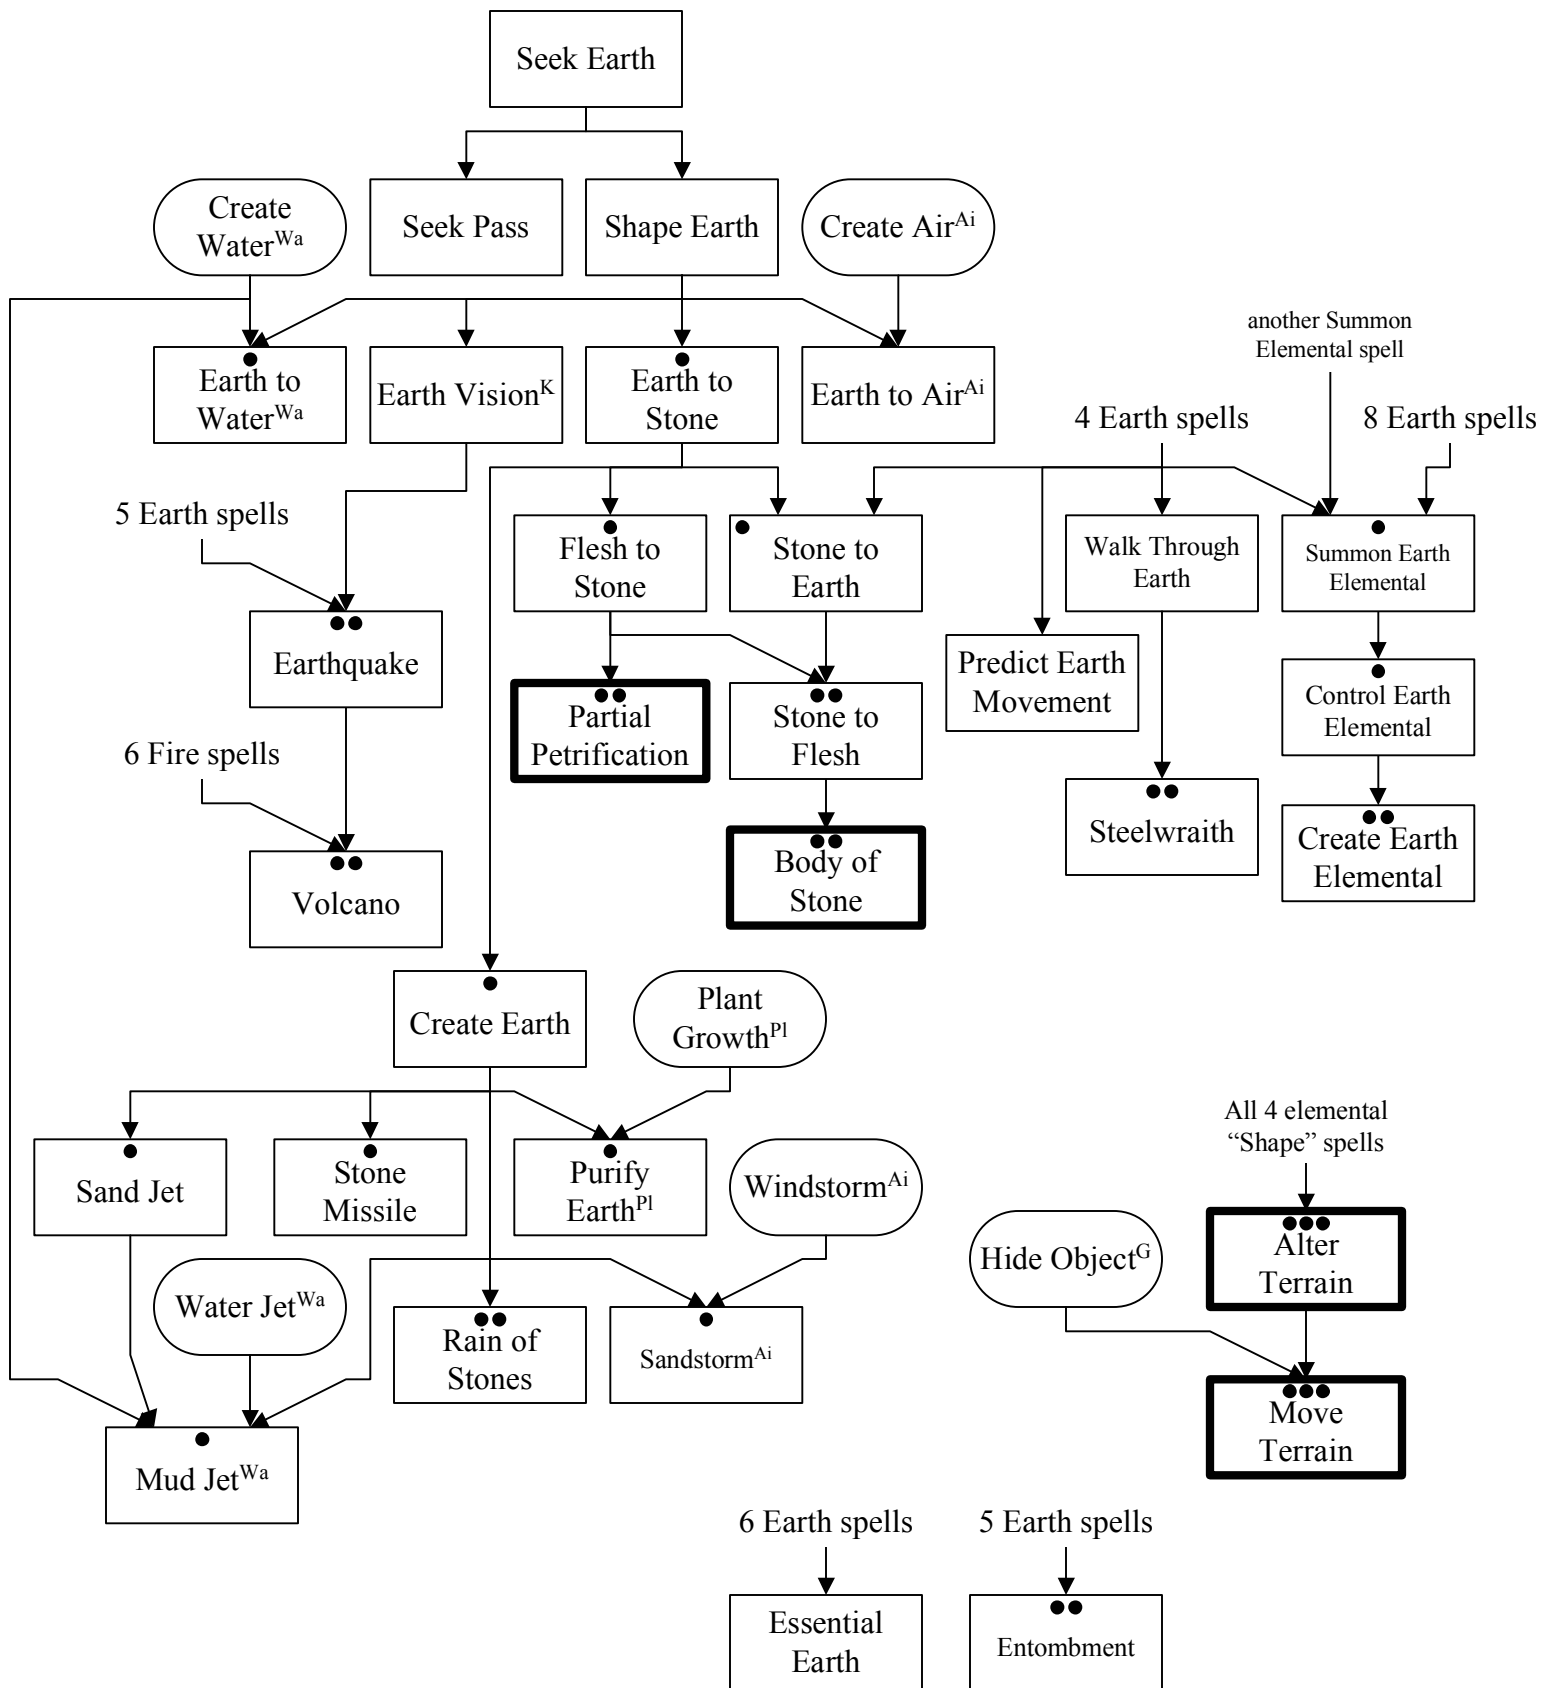 Seek Earth
Create
Water^Wa
Seek Pass
Shape Earth
Create Air^Ai
another Summon
Elemental spell
Earth to
Water^Wa
Earth Vision^K
Earth to
Stone
Earth to Air^Ai
4 Earth spells
8 Earth spells
5 Earth spells
Flesh to
Stone
Stone to
Earth
Walk Through
Earth
Summon Earth
Elemental
Earthquake
Predict Earth
Movement
Control Earth
Elemental
6 Fire spells
Partial
Petrification
Stone to
Flesh
Steelwraith
Create Earth
Elemental
Volcano
Body of
Stone
Create Earth
Plant
Growth^Pl
All 4 elemental
“Shape” spells
Sand Jet
Stone
Missile
Purify
Earth^Pl
Windstorm^Ai
Hide Object^G
Alter
Terrain
Water Jet^Wa
Rain of
Stones
Sandstorm^Ai
Move
Terrain
Mud Jet^Wa
6 Earth spells
5 Earth spells
Essential
Earth
Entombment